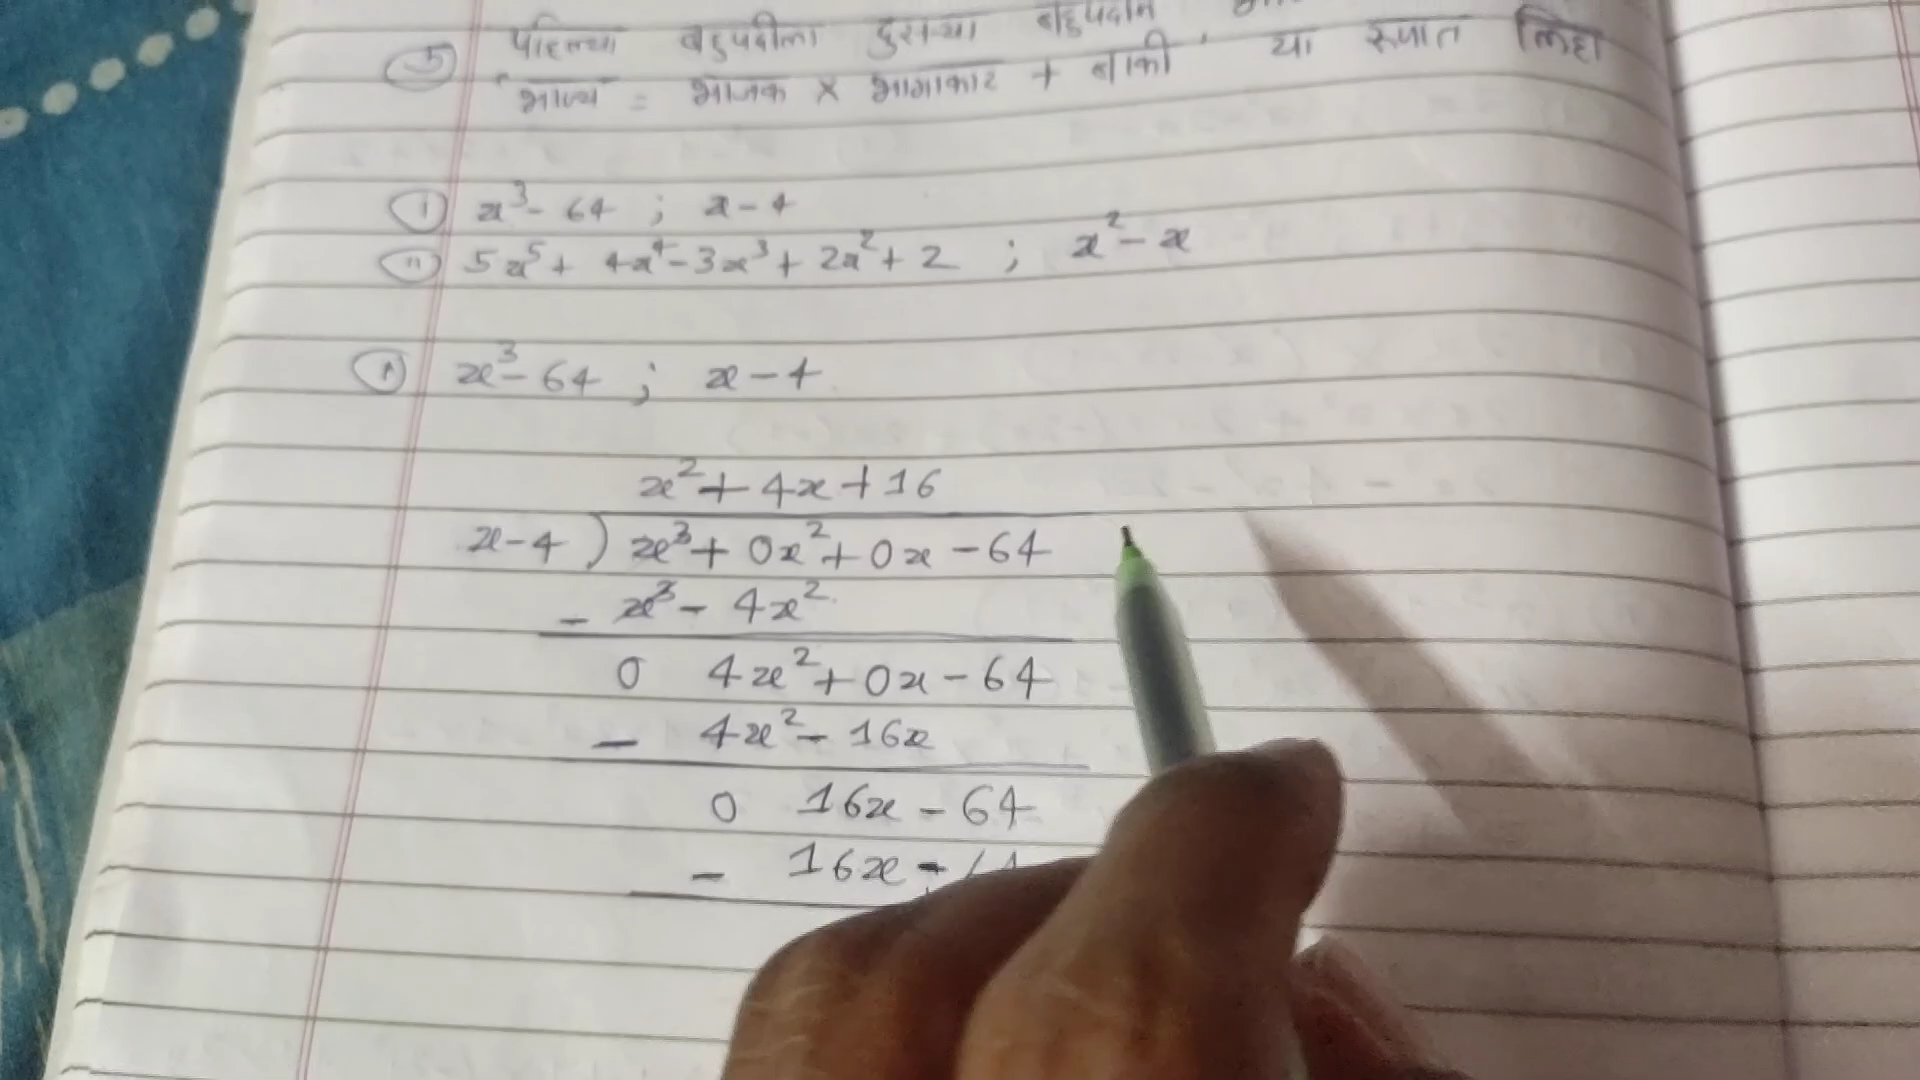 ५ पहिल्या बहुपदीला दुसऱ्या बहुपदीने
'भाज्य = भाजक × भागाकार + बाकी' या रूपात लिहा
i x³ - 64 ; x - 4
ii 5x⁵ + 4x⁴ - 3x³ + 2x² + 2 ; x² - x
x³ - 64 ; x - 4
x² + 4x + 16
x - 4 ) x³ + 0x² + 0x - 64
- x³ - 4x²
0 4x² + 0x - 64
- 4x² - 16x
0 16x - 64
- 16x -